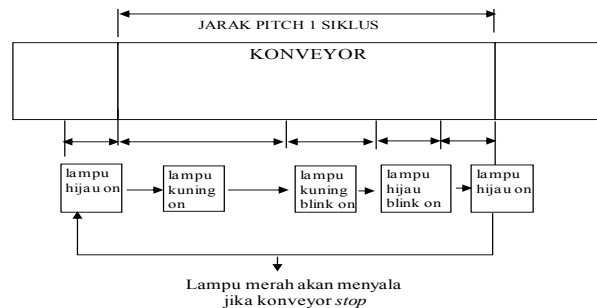 JARAK PITCH 1 SIKLUS
KONVEYOR
lampu
hijau on
lampu
kuning
on
lampu
kuning
blink on
lampu
hijau
blink on
lampu
hijau on
Lampu merah akan menyala
jika konveyor stop